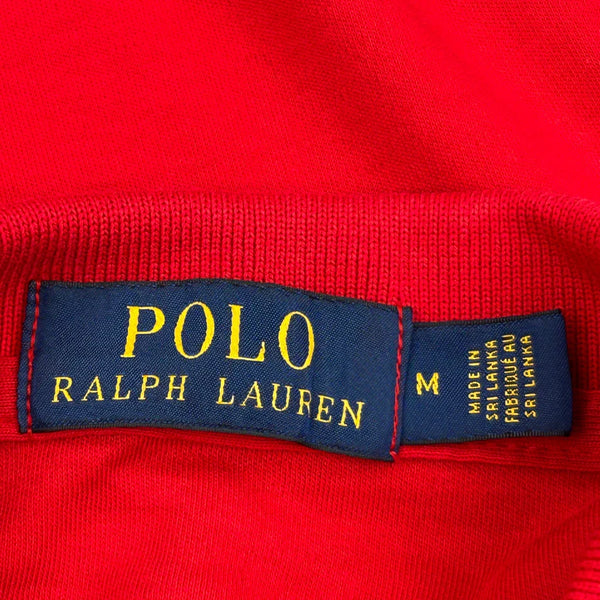 POLO
RALPH LAUREN
M
MADE IN
SRI LANKA
FABRIQUÉ AU
SRI LANKA